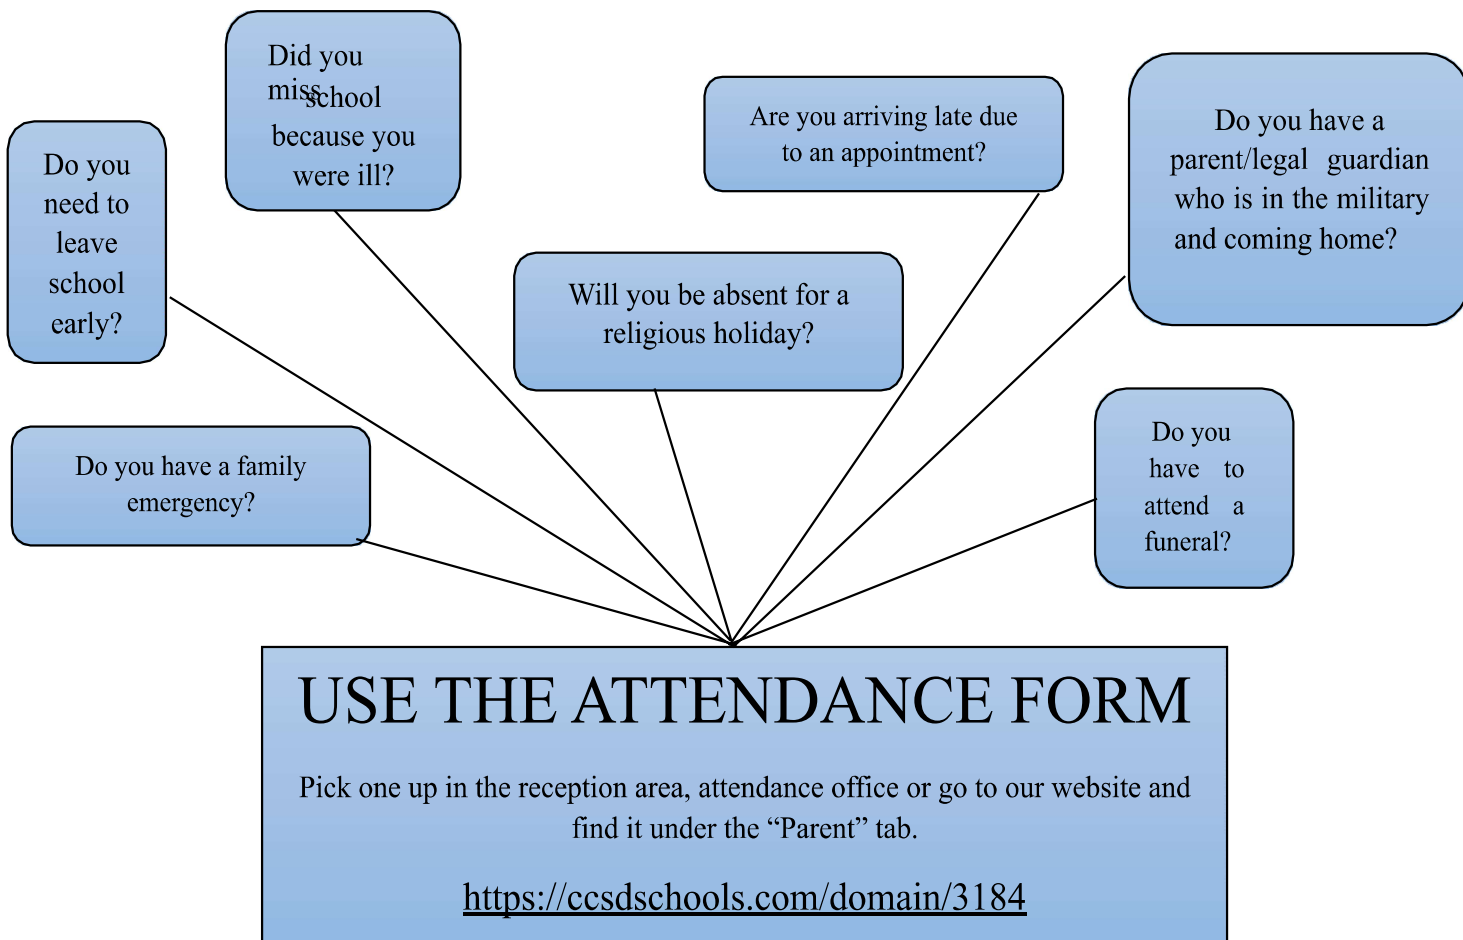 Did you
miss
school
because you
were ill?
Are you arriving late due
to an appointment?
Do you have a
parent/legal guardian
who is in the military
and coming home?
Do you
need to
leave
school
early?
Will you be absent for a
religious holiday?
Do you have a family
emergency?
Do you
have to
attend a
funeral?
USE THE ATTENDANCE FORM
Pick one up in the reception area, attendance office or go to our website and
find it under the “Parent” tab.
https://ccsdschools.com/domain/3184